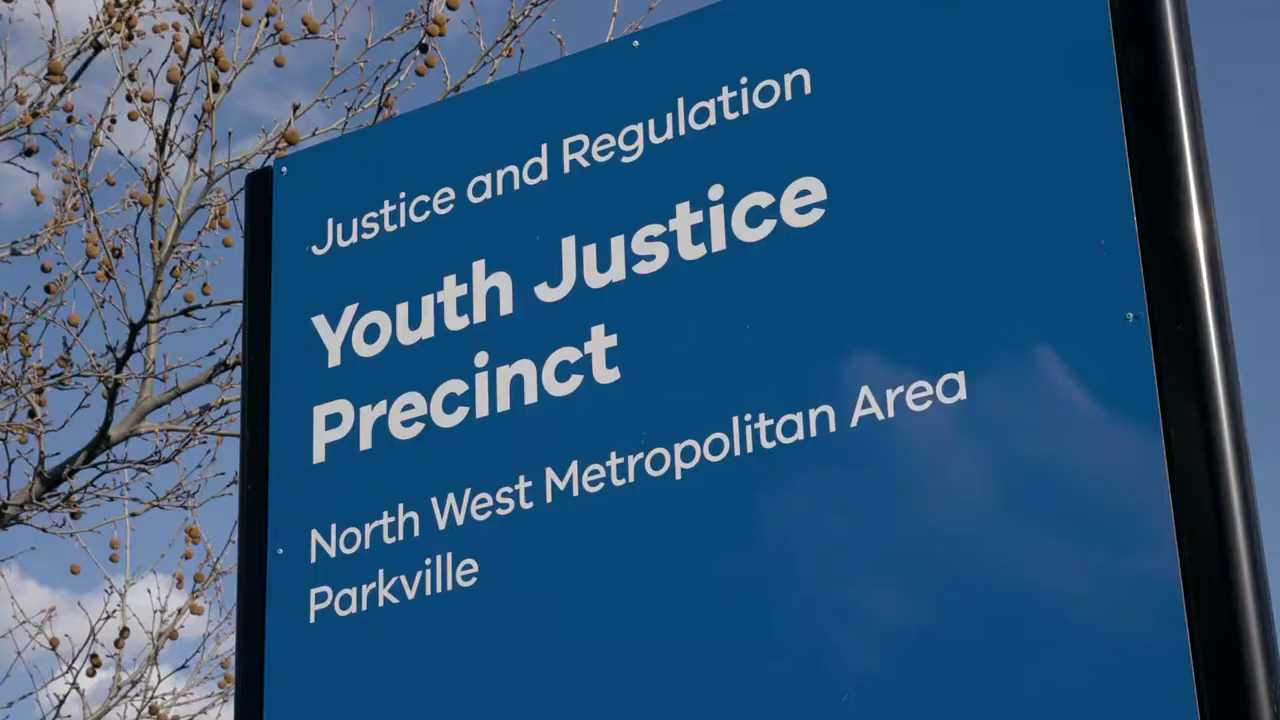 Justice and Regulation
Youth Justice
Precinct
North West Metropolitan Area
Parkville